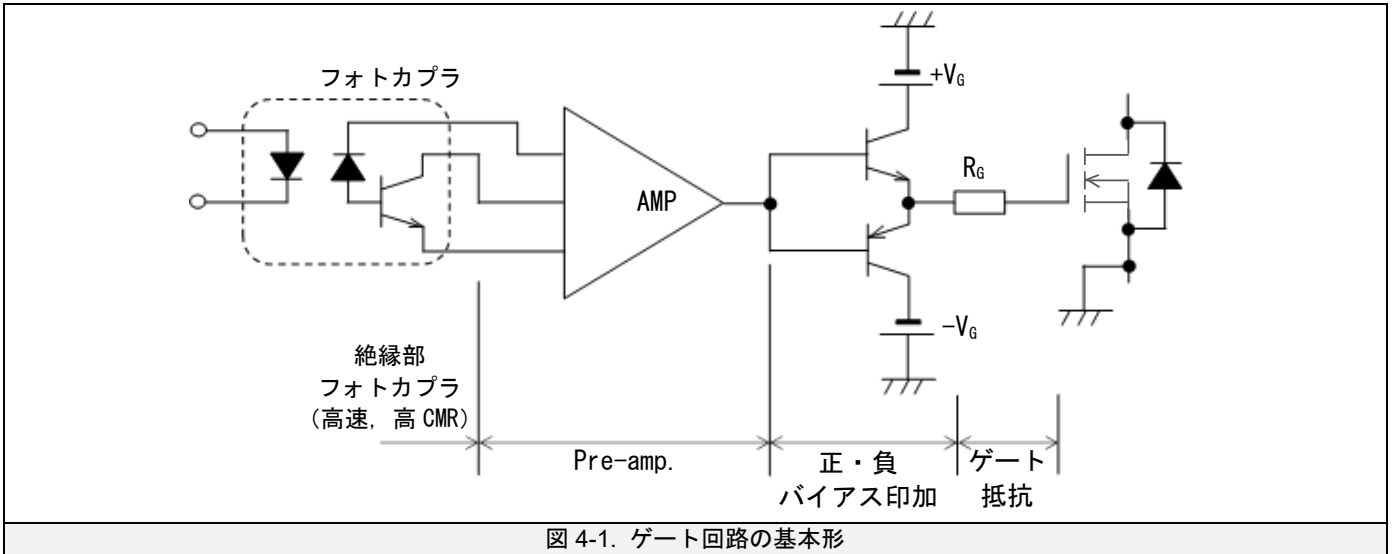 フォトカプラ
+VG
RG
AMP
−VG
絶縁部
フォトカプラ
(高速, 高 CMR)
Pre-amp.
正・負
バイアス印加
ゲート
抵抗
図 4-1. ゲート回路の基本形